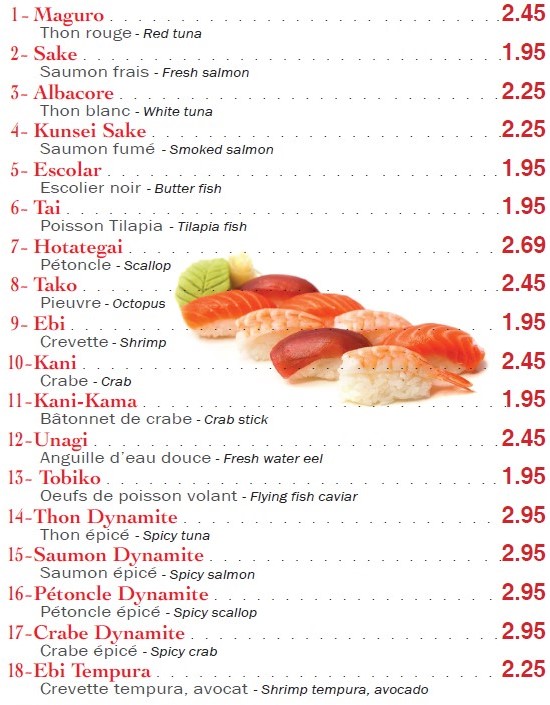 1- Maguro . . . . . . . . . . . . . . . . . . . . . . . . . . 2.45
Thon rouge - Red tuna
2- Sake . . . . . . . . . . . . . . . . . . . . . . . . . . 1.95
Saumon frais - Fresh salmon
3- Albacore . . . . . . . . . . . . . . . . . . . . . . . . . . 2.25
Thon blanc - White tuna
4- Kunsei Sake . . . . . . . . . . . . . . . . . . . . . . . . 2.25
Saumon fumé - Smoked salmon
5- Escolar . . . . . . . . . . . . . . . . . . . . . . . . . . 1.95
Escolier noir - Butter fish
6- Tai . . . . . . . . . . . . . . . . . . . . . . . . . . 1.95
Poisson Tilapia - Tilapia fish
7- Hotategai . . . . . . . . . . . . . . . . . . . . . . . . 2.69
Pétoncle - Scallop
8- Tako . . . . . . . . . . . . . . . . . . . . . . . . . . 2.45
Pieuvre - Octopus
9- Ebi . . . . . . . . . . . . . . . . . . . . . . . . . . 1.95
Crevette - Shrimp
10-Kani . . . . . . . . . . . . . . . . . . . . . . . . . . 2.45
Crabe - Crab
11-Kani-Kama . . . . . . . . . . . . . . . . . . . . . . . . 1.95
Bâtonnet de crabe - Crab stick
12-Unagi . . . . . . . . . . . . . . . . . . . . . . . . . . 2.45
Anguille d'eau douce - Fresh water eel
13- Tobiko . . . . . . . . . . . . . . . . . . . . . . . . . . 1.95
Oeufs de poisson volant - Flying fish caviar
14-Thon Dynamite . . . . . . . . . . . . . . . . . . . . . . 2.95
Thon épicé - Spicy tuna
15-Saumon Dynamite . . . . . . . . . . . . . . . . . . . . 2.95
Saumon épicé - Spicy salmon
16-Pétoncle Dynamite . . . . . . . . . . . . . . . . . . . . 2.95
Pétoncle épicé - Spicy scallop
17-Crabe Dynamite . . . . . . . . . . . . . . . . . . . . . 2.95
Crabe épicé - Spicy crab
18-Ebi Tempura . . . . . . . . . . . . . . . . . . . . . . . 2.25
Crevette tempura, avocat - Shrimp tempura, avocado